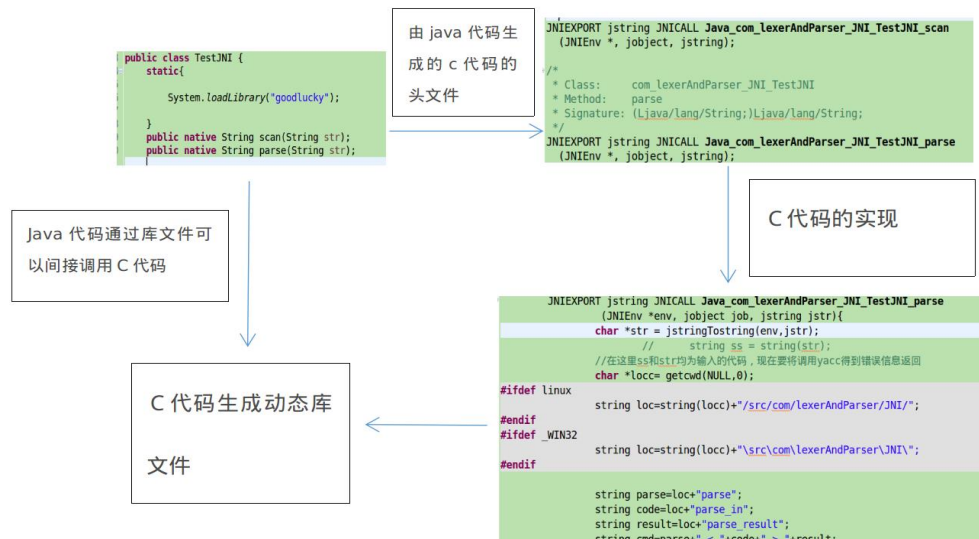 public class TestJNI {
static{
System.loadLibrary("goodlucky");
}
public native String scan(String str);
public native String parse(String str);
由 java 代码生
成的 c 代码的
头文件
JNIEXPORT jstring JNICALL Java_com_lexerAndParser_JNI_TestJNI_scan
(JNIEnv *, jobject, jstring);
/*
* Class: com_lexerAndParser_JNI_TestJNI
* Method: parse
* Signature: (Ljava/lang/String;)Ljava/lang/String;
*/
JNIEXPORT jstring JNICALL Java_com_lexerAndParser_JNI_TestJNI_parse
(JNIEnv *, jobject, jstring);
Java 代码通过库文件可
以间接调用 C 代码
C 代码的实现
C 代码生成动态库
文件
JNIEXPORT jstring JNICALL Java_com_lexerAndParser_JNI_TestJNI_parse
(JNIEnv *env, jobject job, jstring jstr){
char *str = jstringTostring(env,jstr);
// string ss = string(str);
//在这里ss和str均为输入的代码，现在要将调用yacc得到错误信息返回
char *locc= getcwd(NULL,0);
#ifdef linux
string loc=string(locc)+"/src/com/lexerAndParser/JNI/";
#endif
#ifdef _WIN32
string loc=string(locc)+"\src\com\lexerAndParser\JNI\";
#endif
string parse=loc+"parse";
string code=loc+"parse_in";
string result=loc+"parse_result";
string cmd=parse+" < "+code+" > "+result;